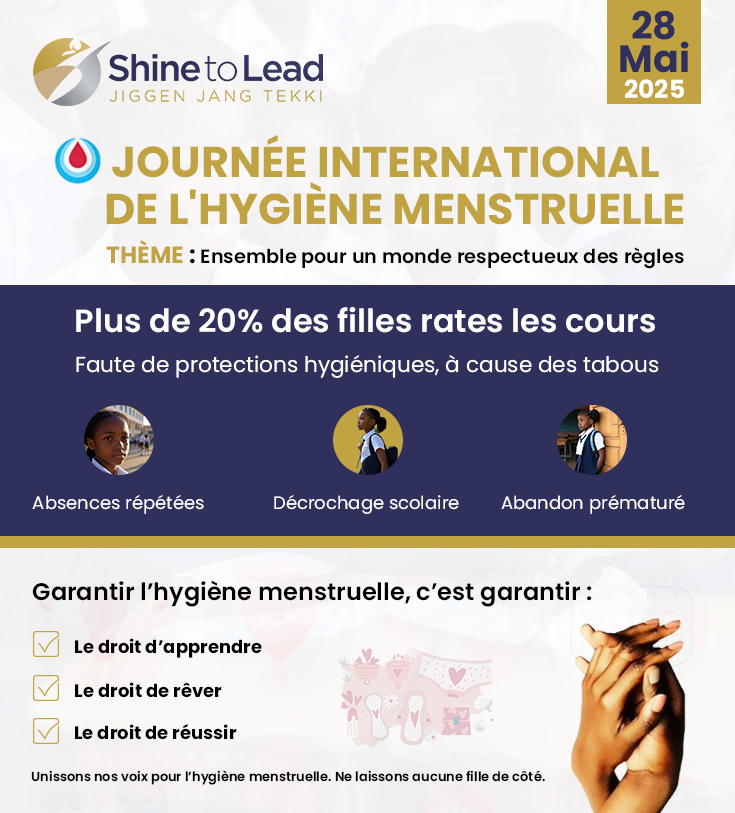 Shine to Lead
JIGGEN JANG TEKKI
28
Mai
2025
JOURNÉE INTERNATIONAL
DE L'HYGIÈNE MENSTRUELLE
THÈME : Ensemble pour un monde respectueux des règles
Plus de 20% des filles rates les cours
Faute de protections hygiéniques, à cause des tabous
Absences répétées
Décrochage scolaire
Abandon prématuré
Garantir l’hygiène menstruelle, c’est garantir :
Le droit d’apprendre
Le droit de rêver
Le droit de réussir
Unissons nos voix pour l’hygiène menstruelle. Ne laissons aucune fille de côté.